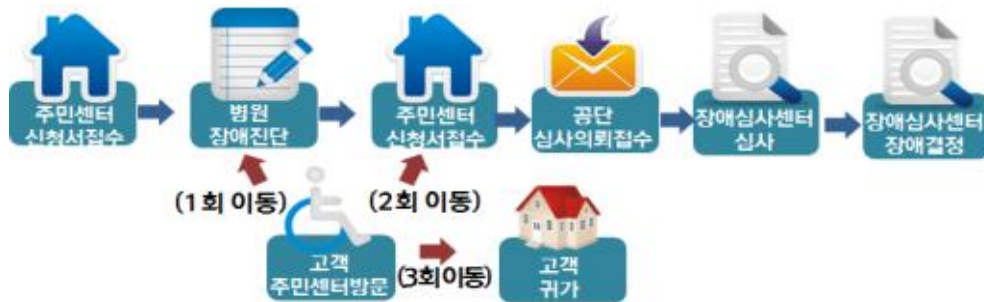 주민센터
신청서접수
병원
장애진단
주민센터
신청서접수
공단
심사의뢰접수
장애심사센터
심사
장애심사센터
장애결정
(1회 이동)
(2회 이동)
고객
주민센터방문
(3회이동)
고객
귀가